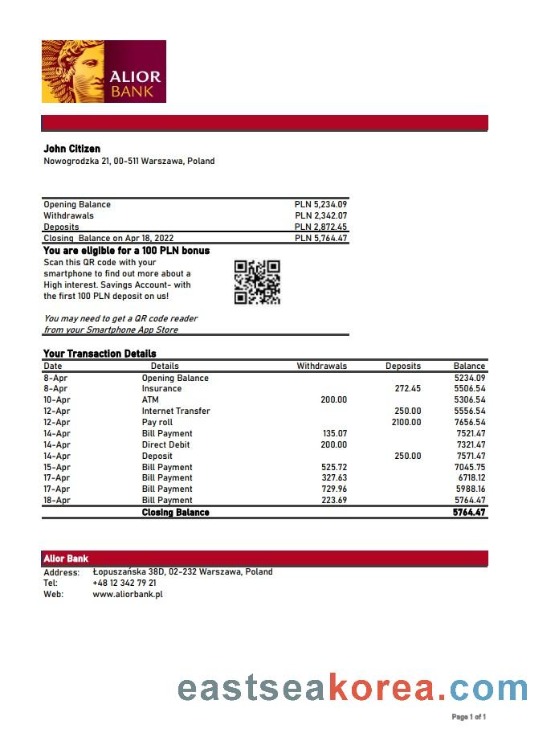 ALIOR
BANK
John Citizen
Nowogrodzka 21, 00-511 Warszawa, Poland
Opening Balance PLN 5,234.09
Withdrawals PLN 2,342.07
Deposits PLN 2,872.45
Closing Balance on Apr 18, 2022 PLN 5,764.47
You are eligible for a 100 PLN bonus
Scan this QR code with your
smartphone to find out more about a
High interest. Savings Account- with
the first 100 PLN deposit on us!
You may need to get a QR code reader
from your Smartphone App Store
Your Transaction Details
Date Details Withdrawals Deposits Balance
8-Apr Opening Balance 5234.09
8-Apr Insurance 272.45 5506.54
10-Apr ATM 200.00 5306.54
12-Apr Internet Transfer 250.00 5556.54
12-Apr Pay roll 2100.00 7656.54
14-Apr Bill Payment 135.07 7521.47
14-Apr Direct Debit 200.00 7321.47
14-Apr Deposit 250.00 7571.47
15-Apr Bill Payment 525.72 7045.75
17-Apr Bill Payment 327.63 6718.12
17-Apr Bill Payment 729.96 5988.16
18-Apr Bill Payment 223.69 5764.47
Closing Balance 5764.47
Alior Bank
Address: Łopuszańska 38D, 02-232 Warszawa, Poland
Tel: +48 12 342 79 21
Web: www.aliorbank.pl
eastseakorea.com
Page 1 of 1